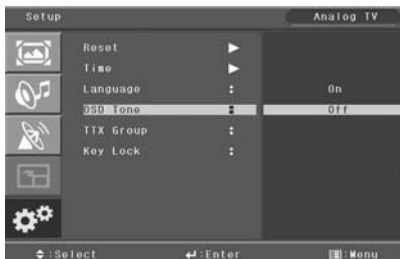 Setup
Analog TV
Reset ▶
Time ▶
Language :
On
OSD Tone :
Off
TTX Group :
Key Lock :
:Select
:Enter
:Menu